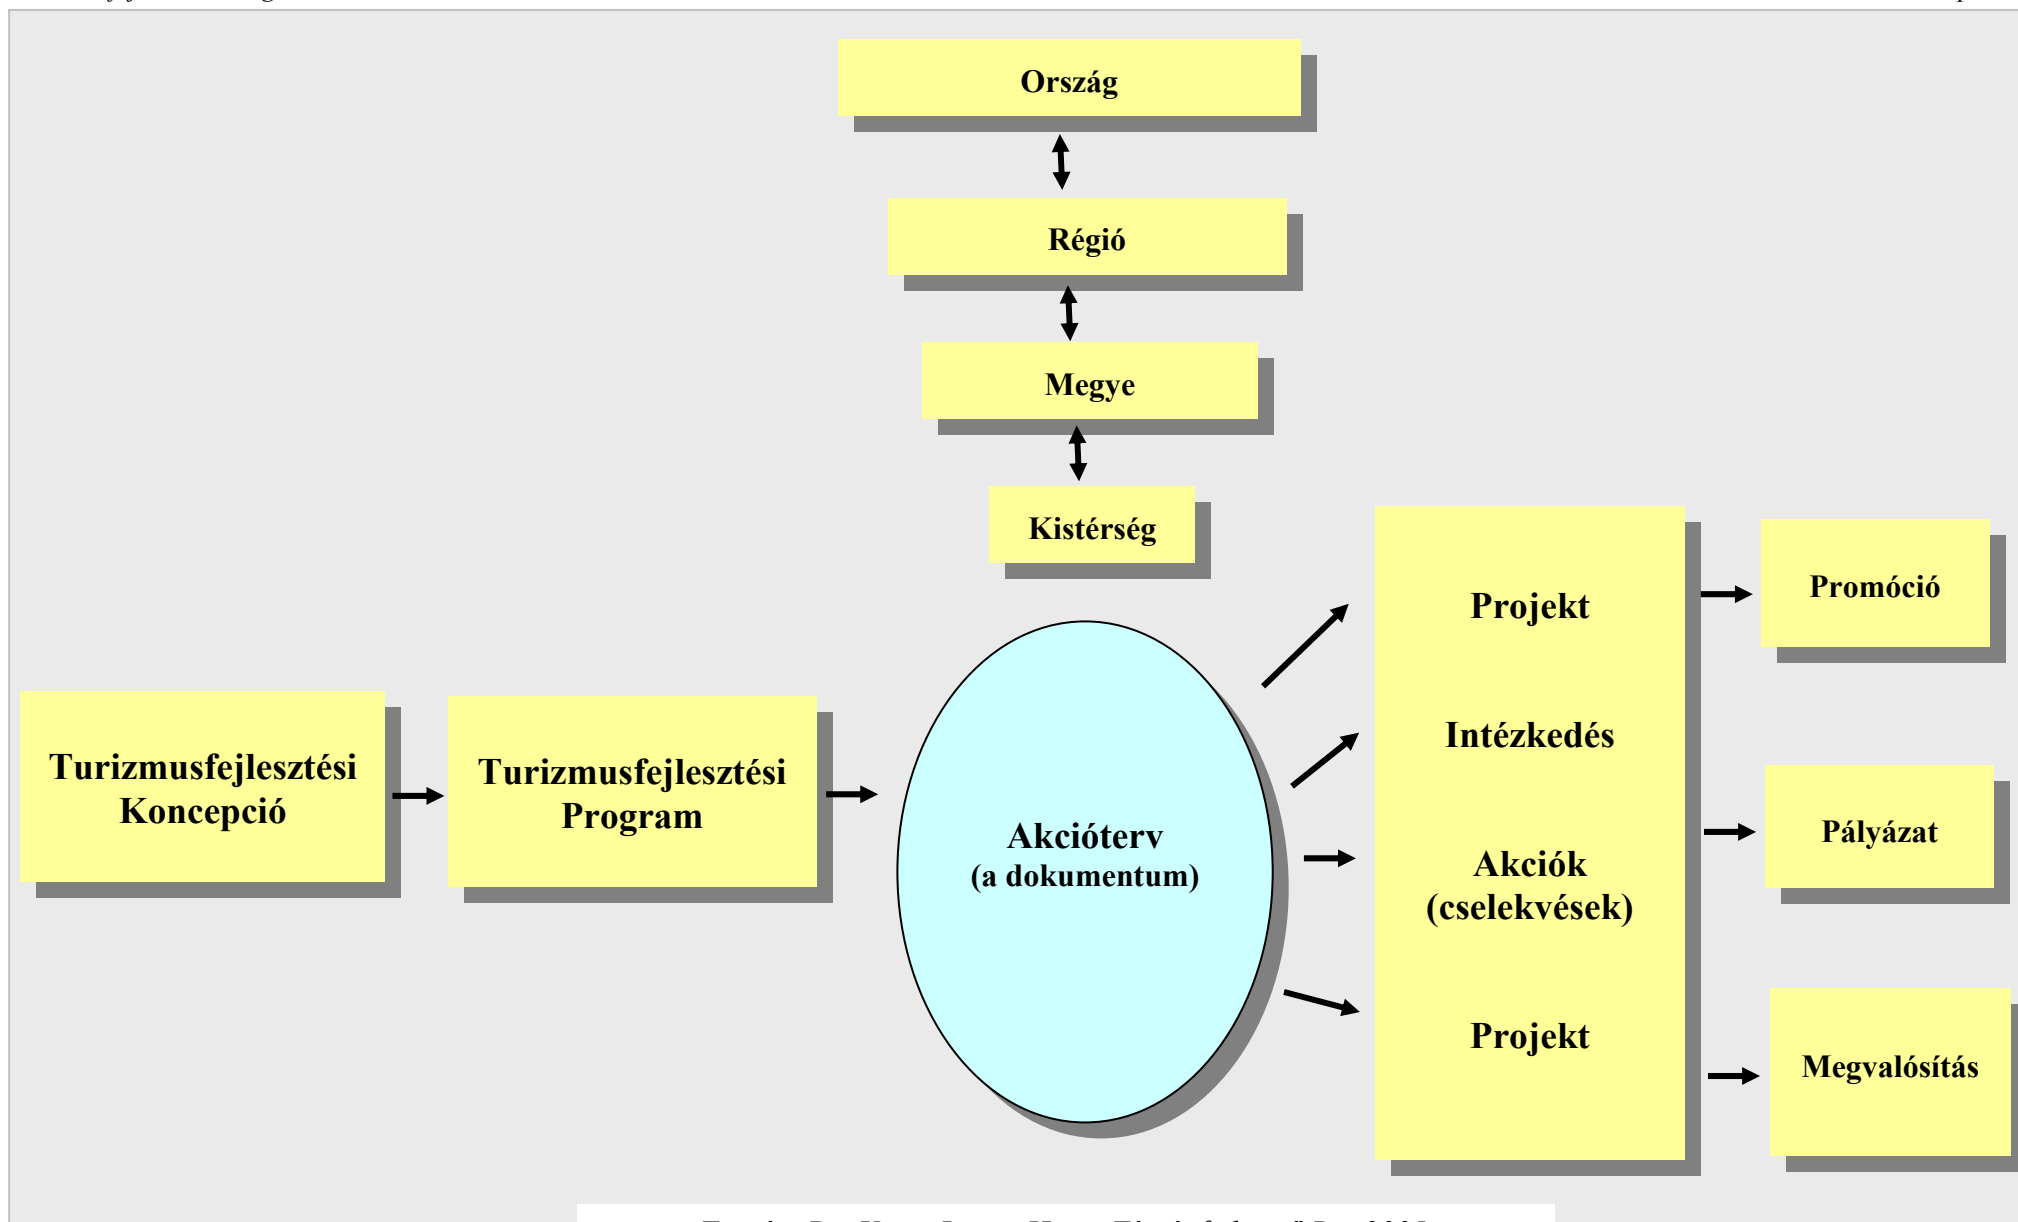 Ország
Régió
Megye
Kistérség
Turizmusfejlesztési
Koncepció
Turizmusfejlesztési
Program
Akcióterv
(a dokumentum)
Projekt
Intézkedés
Akciók
(cselekvések)
Projekt
Promóció
Pályázat
Megvalósítás